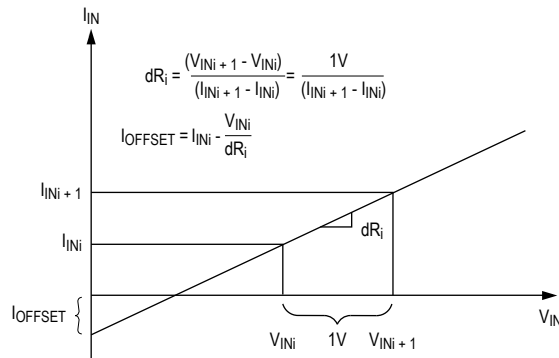 I_IN
dR_i = (V_INi + 1 - V_INi) / (I_INi + 1 - I_INi) = 1V / (I_INi + 1 - I_INi)
I_OFFSET = I_INi - V_INi / dR_i
I_INi + 1
I_INi
dR_i
I_OFFSET
V_IN
V_INi 1V V_INi + 1